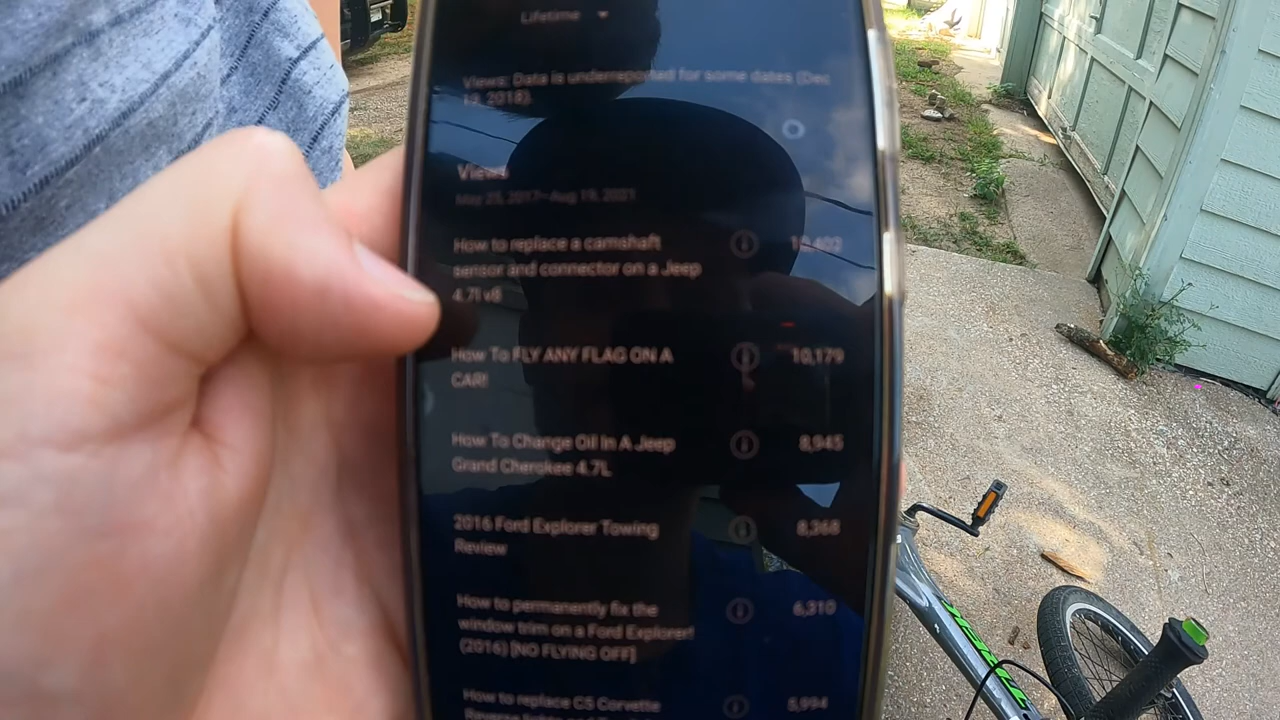 Lifetime
Views: Data is underreported for some dates (Dec
13, 2018).
Views
May 25, 2017–Aug 19, 2021
How to replace a camshaft
sensor and connector on a Jeep
4.7l v8
How To FLY ANY FLAG ON A
CAR!
10,179
How To Change Oil In A Jeep
Grand Cherokee 4.7L
8,945
2016 Ford Explorer Towing
Review
8,368
How to permanently fix the
window trim on a Ford Explorer!
(2016) [NO FLYING OFF]
6,310
How to replace C5 Corvette
Reverse lights and
5,994